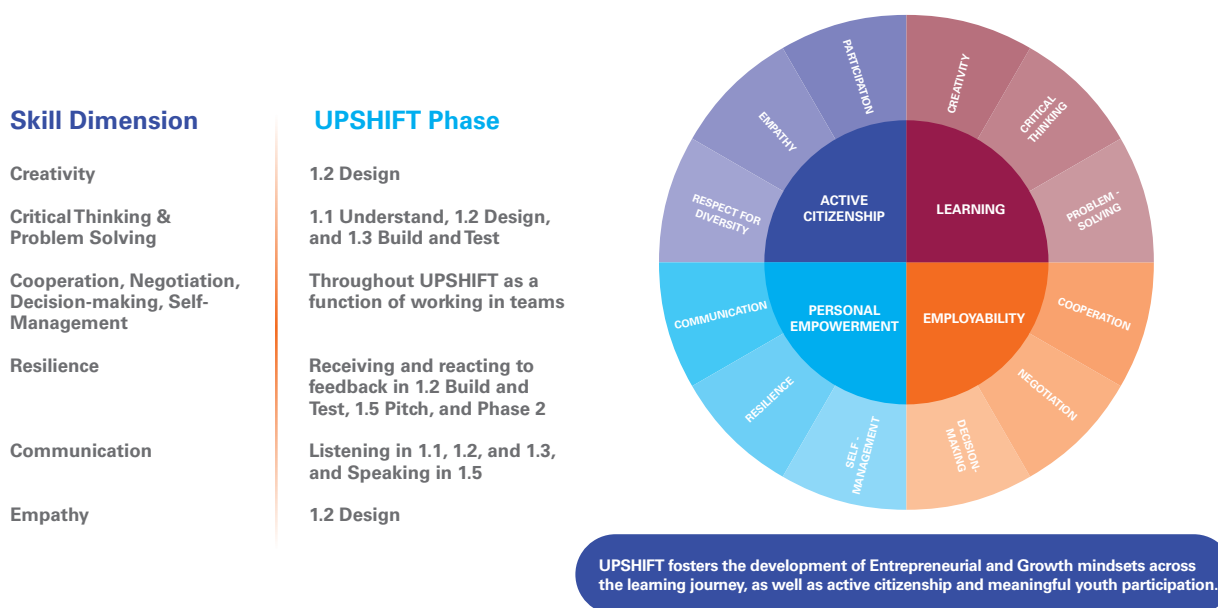 Skill Dimension
UPSHIFT Phase
Creativity
1.2 Design
Critical Thinking &
Problem Solving
1.1 Understand, 1.2 Design,
and 1.3 Build and Test
Cooperation, Negotiation,
Decision-making, Self-
Management
Throughout UPSHIFT as a
function of working in teams
Resilience
Receiving and reacting to
feedback in 1.2 Build and
Test, 1.5 Pitch, and Phase 2
Communication
Listening in 1.1, 1.2, and 1.3,
and Speaking in 1.5
Empathy
1.2 Design
PARTICIPATION
CREATIVITY
EMPATHY
CRITICAL
THINKING
RESPECT FOR
DIVERSITY
ACTIVE
CITIZENSHIP
LEARNING
PROBLEM -
SOLVING
COMMUNICATION
PERSONAL
EMPOWERMENT
EMPLOYABILITY
COOPERATION
RESILIENCE
NEGOTIATION
SELF -
MANAGEMENT
DECISION-
MAKING
UPSHIFT fosters the development of Entrepreneurial and Growth mindsets across
the learning journey, as well as active citizenship and meaningful youth participation.